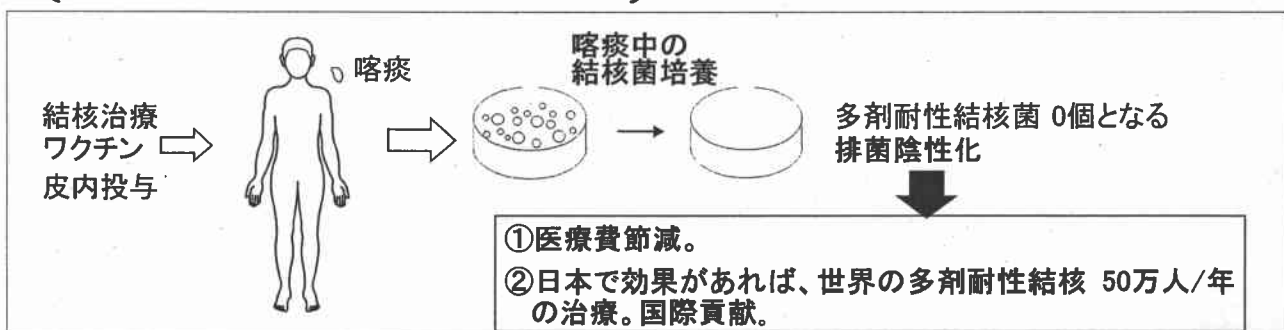 喀痰
喀痰中の
結核菌培養
結核治療
ワクチン
皮内投与
多剤耐性結核菌 0個となる
排菌陰性化
①医療費節減。
②日本で効果があれば、世界の多剤耐性結核 50万人/年
の治療。国際貢献。